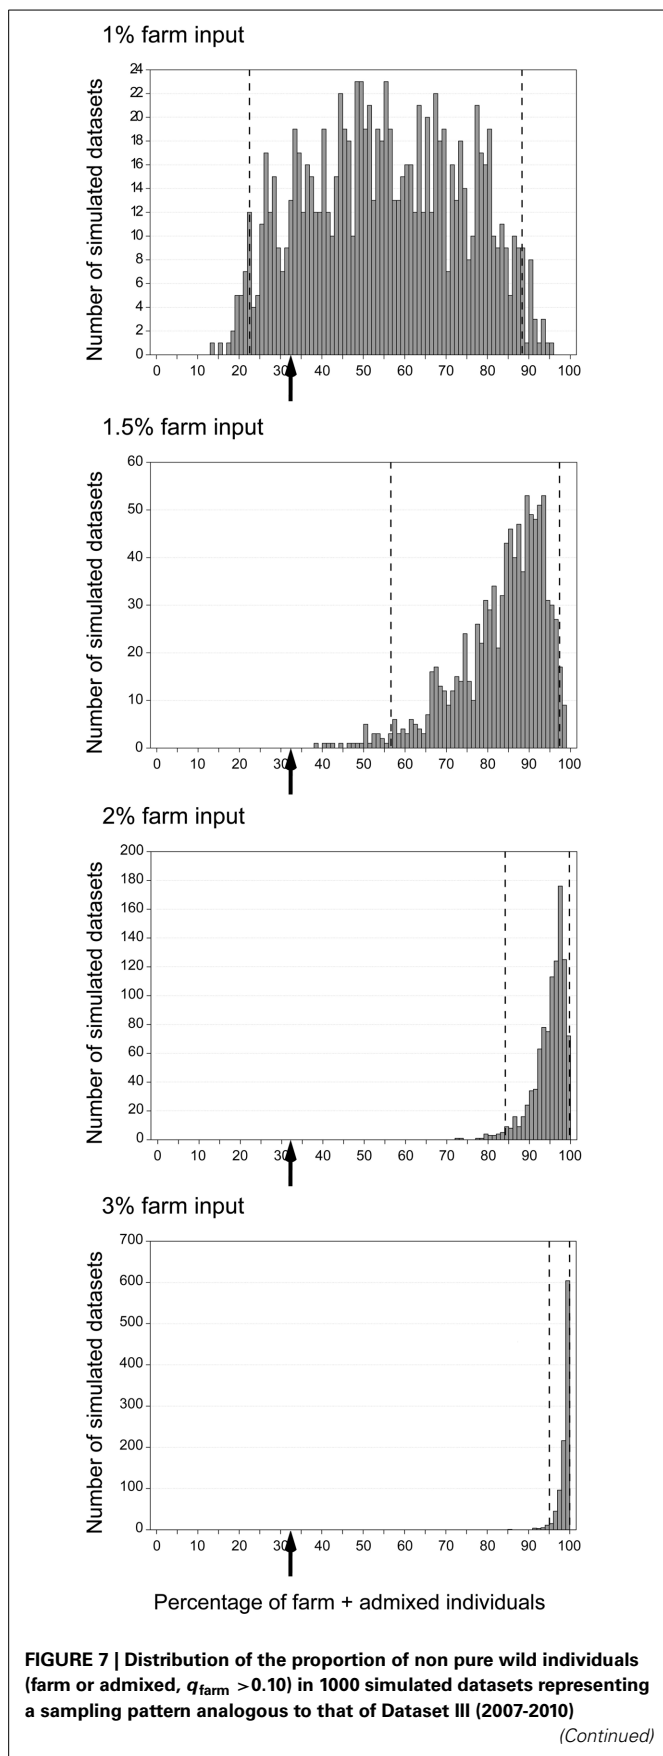 1% farm input
Number of simulated datasets
24
22
20
18
16
14
12
10
8
6
4
2
0
0 10 20 30 40 50 60 70 80 90 100
1.5% farm input
Number of simulated datasets
60
50
40
30
20
10
0
0 10 20 30 40 50 60 70 80 90 100
2% farm input
Number of simulated datasets
200
180
160
140
120
100
80
60
40
20
0
0 10 20 30 40 50 60 70 80 90 100
3% farm input
Number of simulated datasets
700
600
500
400
300
200
100
0
0 10 20 30 40 50 60 70 80 90 100
Percentage of farm + admixed individuals
FIGURE 7 | Distribution of the proportion of non pure wild individuals
(farm or admixed, qfarm >0.10) in 1000 simulated datasets representing
a sampling pattern analogous to that of Dataset III (2007-2010)
(Continued)